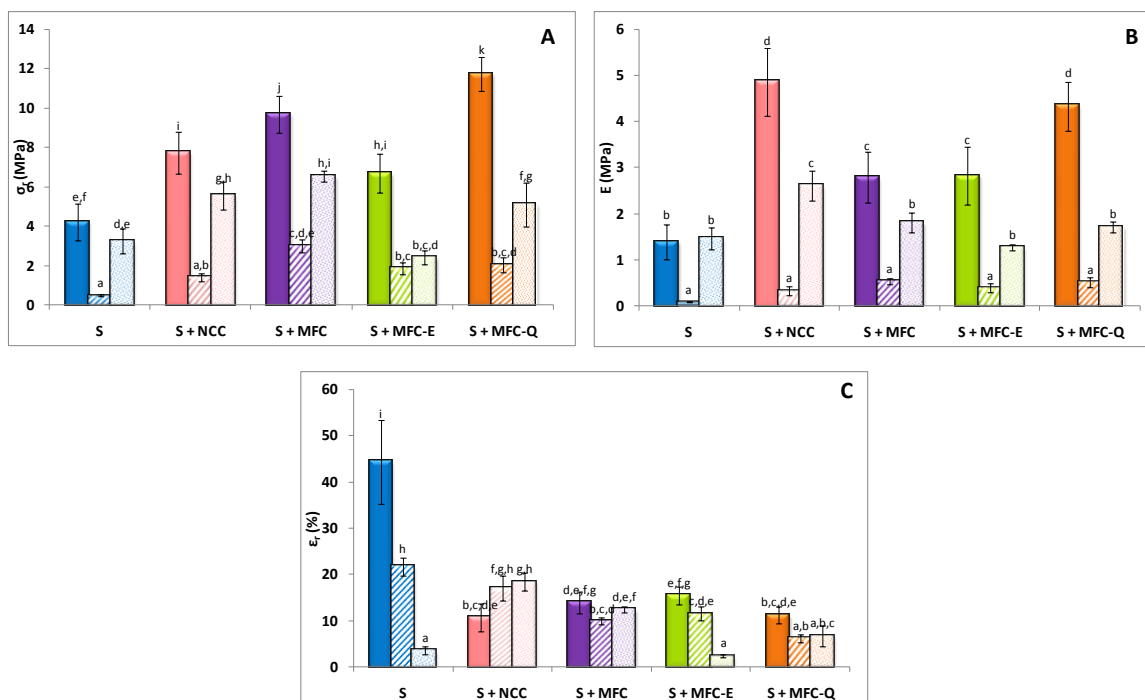 A
σr (MPa)
14
12
10
8
6
4
2
0
e,f
a
d,e
i
a,b
g,h
j
c,d,e
h,i
h,i
b,c
b,c,d
k
b,c,d
f,g
S
S + NCC
S + MFC
S + MFC-E
S + MFC-Q
B
E (MPa)
6
5
4
3
2
1
0
b
a
b
d
a
c
c
a
b
c
a
b
d
a
b
S
S + NCC
S + MFC
S + MFC-E
S + MFC-Q
C
εr (%)
60
50
40
30
20
10
0
i
h
a
b,c,d,e
f,g,h
g,h
d,e,f,g
b,c,d
d,e,f
e,f,g
c,d,e
a
b,c,d,e
a,b
a,b,c
S
S + NCC
S + MFC
S + MFC-E
S + MFC-Q